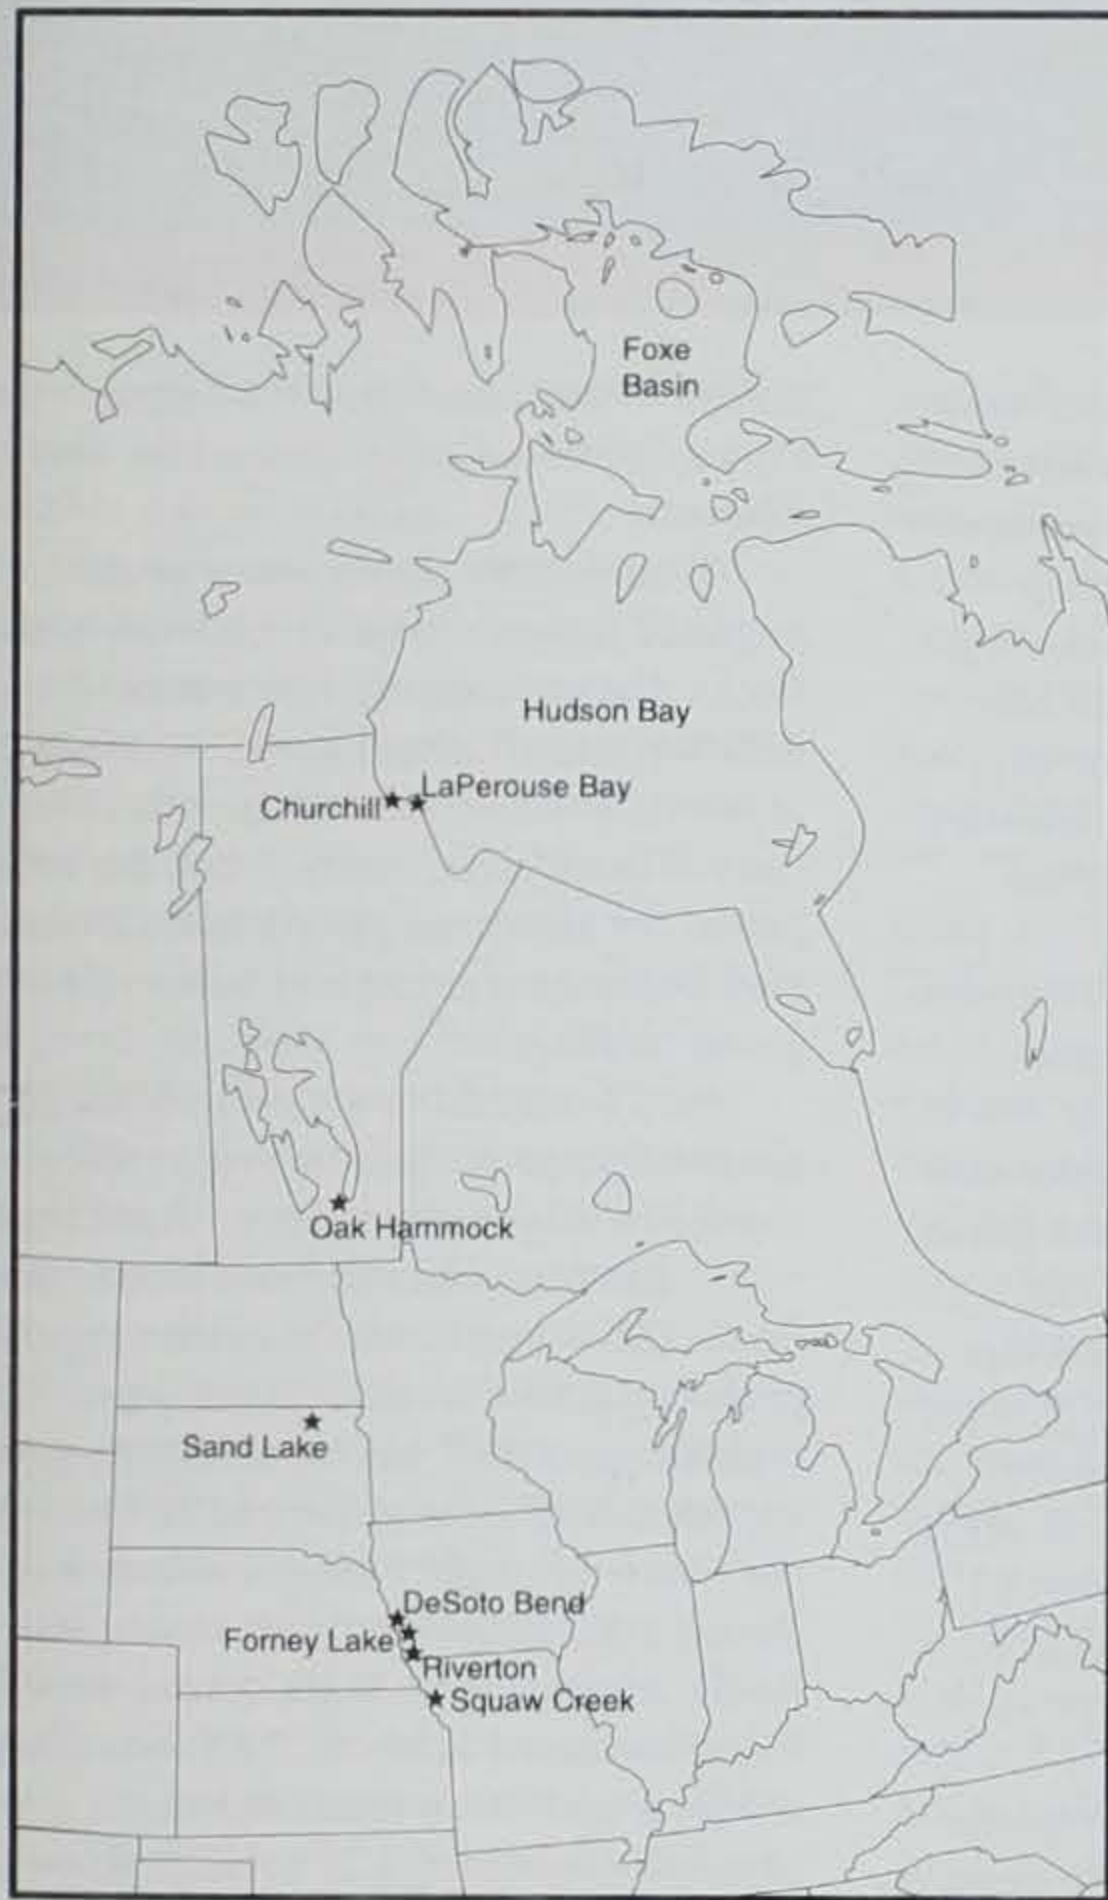 Foxe
Basin
Hudson Bay
LaPerouse Bay
Churchill
Oak Hammock
Sand Lake
DeSoto Bend
Forney Lake
Riverton
Squaw Creek